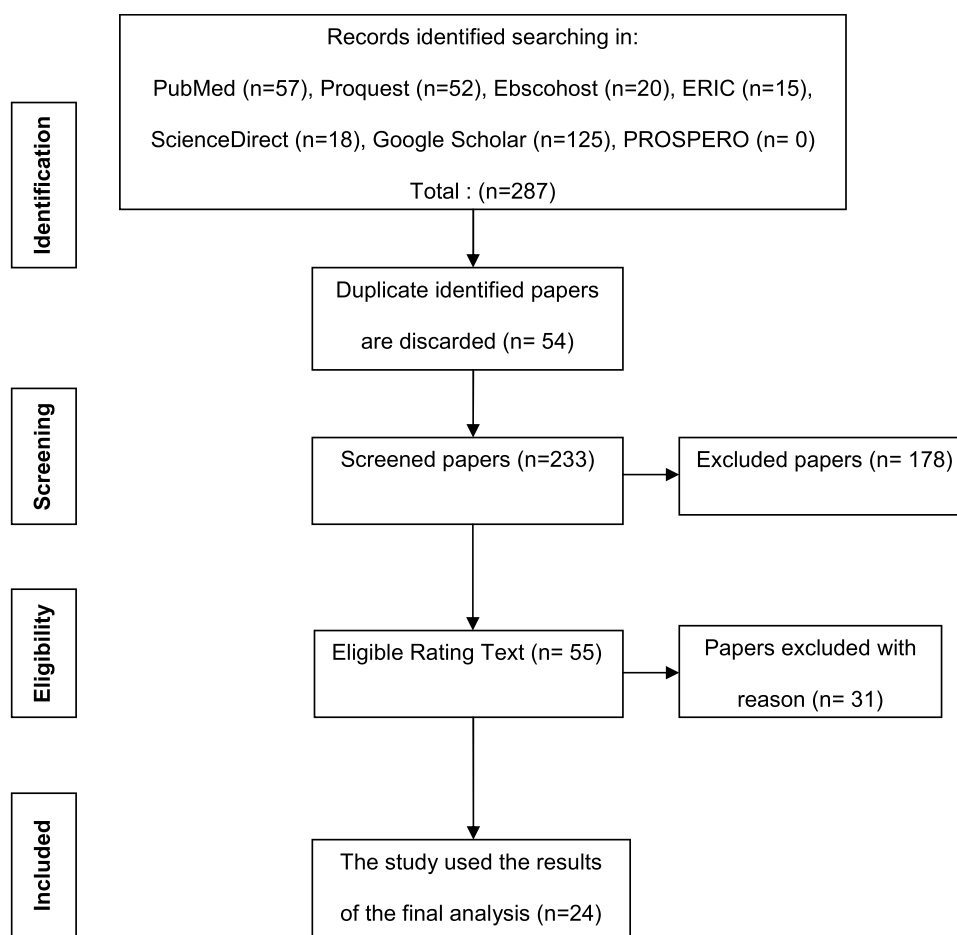 Records identified searching in:
PubMed (n=57), Proquest (n=52), Ebscohost (n=20), ERIC (n=15),
ScienceDirect (n=18), Google Scholar (n=125), PROSPERO (n= 0)
Total : (n=287)
Identification
Duplicate identified papers
are discarded (n= 54)
Screening
Screened papers (n=233)
Excluded papers (n= 178)
Eligibility
Eligible Rating Text (n= 55)
Papers excluded with
reason (n= 31)
Included
The study used the results
of the final analysis (n=24)